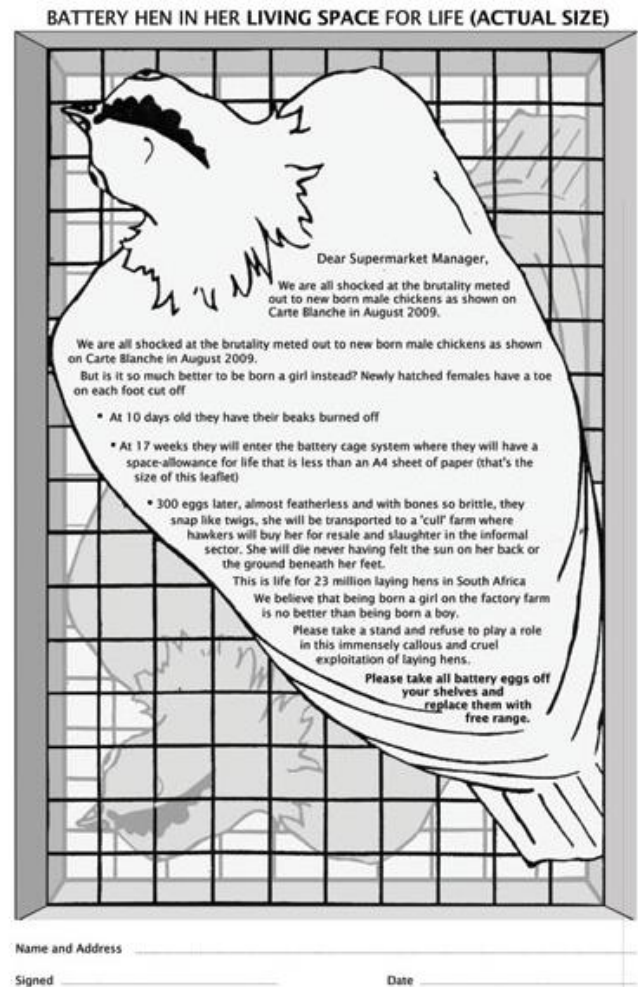 BATTERY HEN IN HER LIVING SPACE FOR LIFE (ACTUAL SIZE)
Dear Supermarket Manager,
We are all shocked at the brutality meted
out to new born male chickens as shown on
Carte Blanche in August 2009.
We are all shocked at the brutality meted out to new born male chickens as shown
on Carte Blanche in August 2009.
But is it so much better to be born a girl instead? Newly hatched females have a toe
on each foot cut off
• At 10 days old they have their beaks burned off
• At 17 weeks they will enter the battery cage system where they will have a
space-allowance for life that is less than an A4 sheet of paper (that's the
size of this leaflet)
• 300 eggs later, almost featherless and with bones so brittle, they
snap like twigs, she will be transported to a "cull" farm where
hawkers will buy her for resale and slaughter in the informal
sector. She will die never having felt the sun on her back or
the ground beneath her feet.
This is life for 23 million laying hens in South Africa
We believe that being born a girl on the factory farm
is no better than being born a boy.
Please take a stand and refuse to play a role
in this immensely callous and cruel
exploitation of laying hens.
Please take all battery eggs off
your shelves and
replace them with
free range.
Name and Address
Signed Date